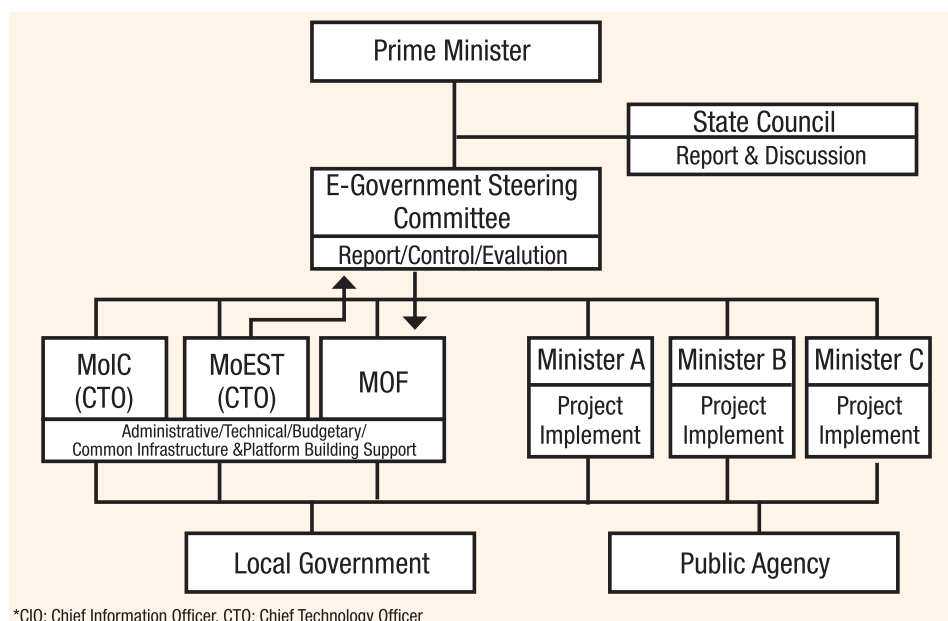 Prime Minister
State Council
Report & Discussion
E-Government Steering
Committee
Report/Control/Evalution
MoIC
(CTO)
MoEST
(CTO)
MOF
Administrative/Technical/Budgetary/
Common Infrastructure &Platform Building Support
Minister A
Project
Implement
Minister B
Project
Implement
Minister C
Project
Implement
Local Government
Public Agency
*CIO: Chief Information Officer, CTO: Chief Technology Officer